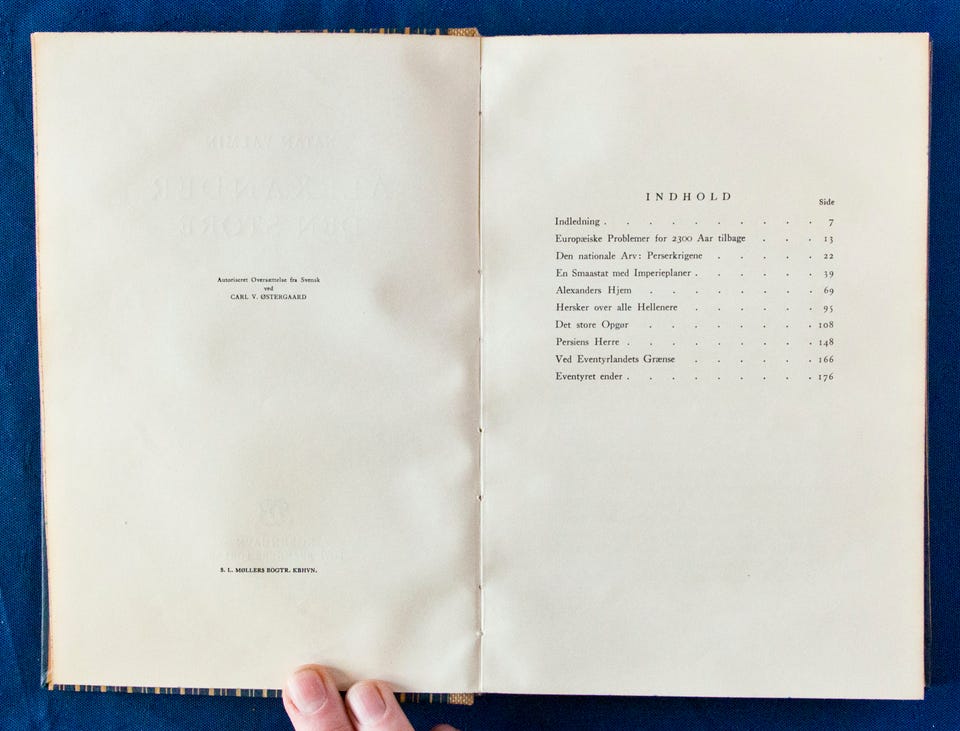 Autoriseret Oversættelse fra Svensk
ved
CARL V. ØSTERGAARD
S. L. MØLLERS BOGTR. KBHVN.
INDHOLD
Side
Indledning . . . . . . . . . . 7
Europæiske Problemer for 2300 Aar tilbage . . . 13
Den nationale Arv: Perserkrigene . . . . . 22
En Smaastat med Imperieplaner . . . . . . 39
Alexanders Hjem . . . . . . . . 69
Hersker over alle Hellenere . . . . . . 95
Det store Opgør . . . . . . . . 108
Persiens Herre . . . . . . . . . 148
Ved Eventyrlandets Grænse . . . . . . 166
Eventyret ender . . . . . . . . . 176